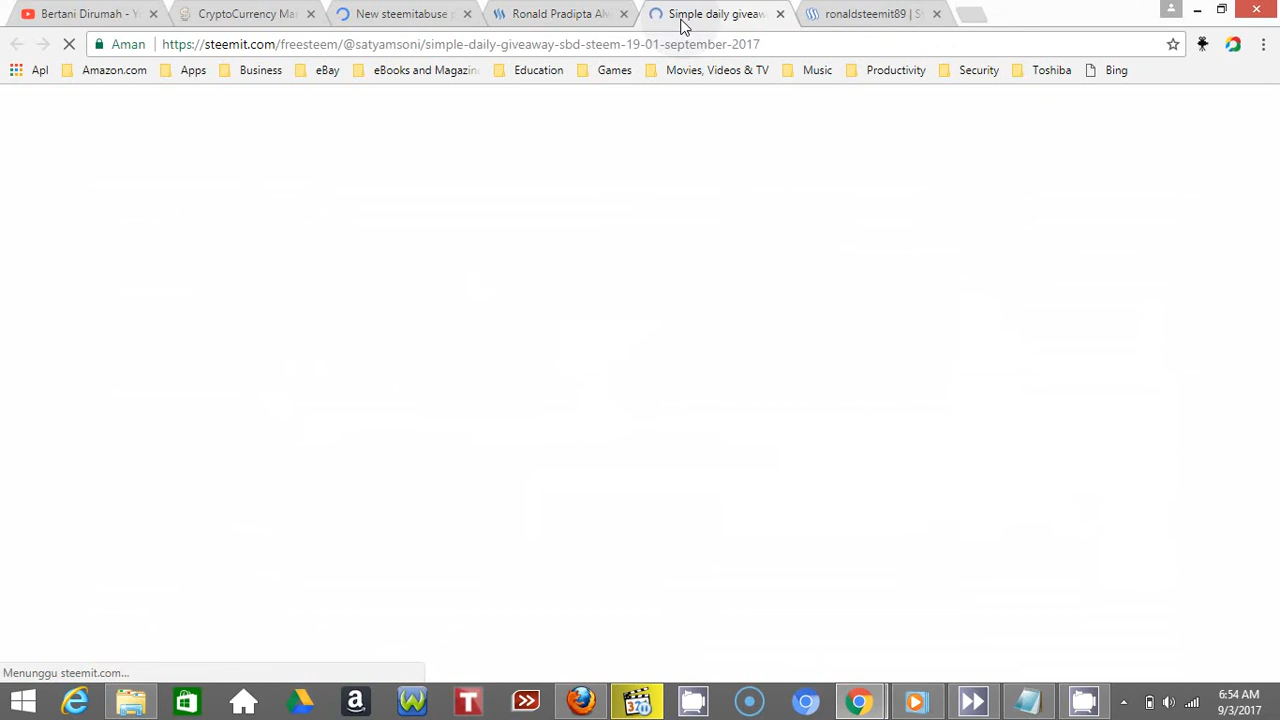 Bertani Dirumah - Y
CryptoCurrency Ma
New steemitabuse
Ronald Pradipta Al
Simple daily giveaw
ronaldsteemit89 | S
Aman
https://steemit.com/freesteem/@satyamsoni/simple-daily-giveaway-sbd-steem-19-01-september-2017
Apl Amazon.com Apps Business eBay eBooks and Magazin Education Games Movies, Videos & TV Music Productivity Security Toshiba Bing
Menunggu steemit.com...
6:54 AM
9/3/2017